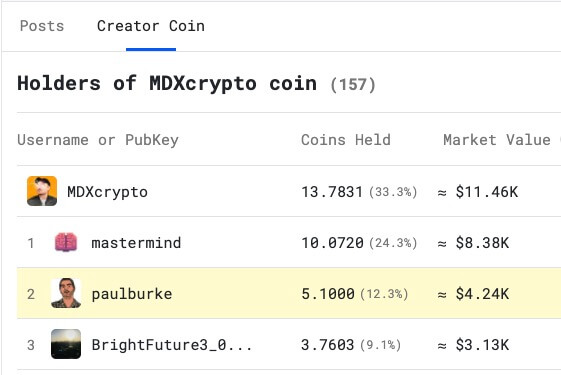 Posts Creator Coin
Holders of MDXcrypto coin (157)
Username or PubKey Coins Held Market Value
MDXcrypto 13.7831 (33.3%) ≈ $11.46K
1 mastermind 10.0720 (24.3%) ≈ $8.38K
2 paulburke 5.1000 (12.3%) ≈ $4.24K
3 BrightFuture3_0... 3.7603 (9.1%) ≈ $3.13K